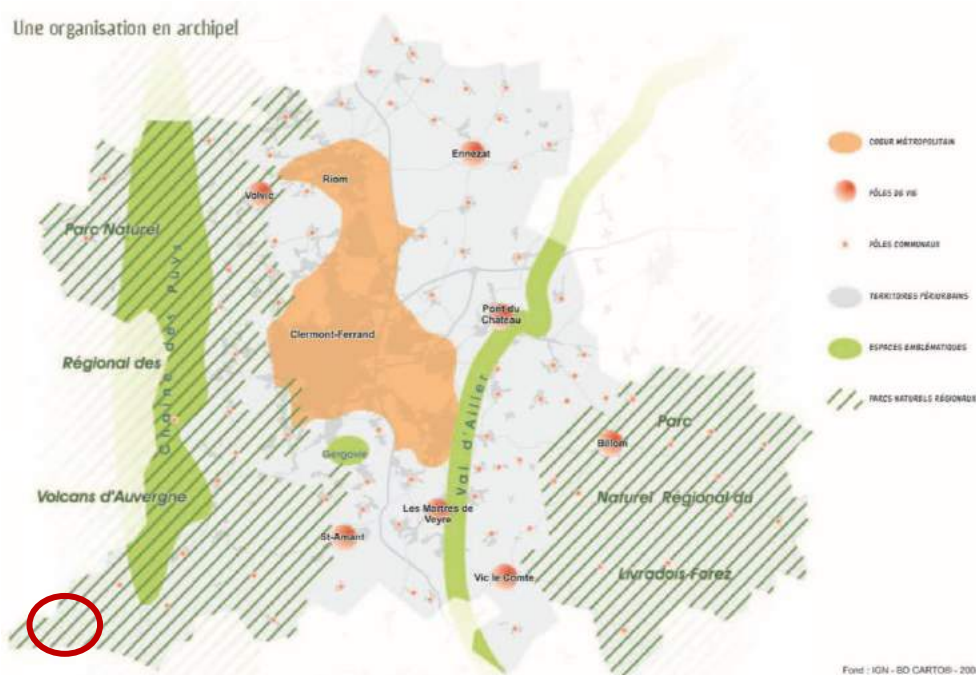 Une organisation en archipel
Ennezat
Riom
Volvic
Parc Naturel
Chaîne des Puys
Pont du
Chateau
Clermont-Ferrand
Régional des
Val d'Allier
Parc
Billom
Gergovie
Volcans d'Auvergne
Naturel Régional du
Les Martres de
Veyre
St-Amant
Vic le Comte
Livradois-Forez
COEUR MÉTROPOLITAIN
PÔLES DE VIE
PÔLES COMMUNAUX
TERRITOIRES PÉRIURBAINS
ESPACES EMBLÉMATIQUES
PARCS NATURELS RÉGIONAUX
Fond : IGN - BD CARTO® - 200